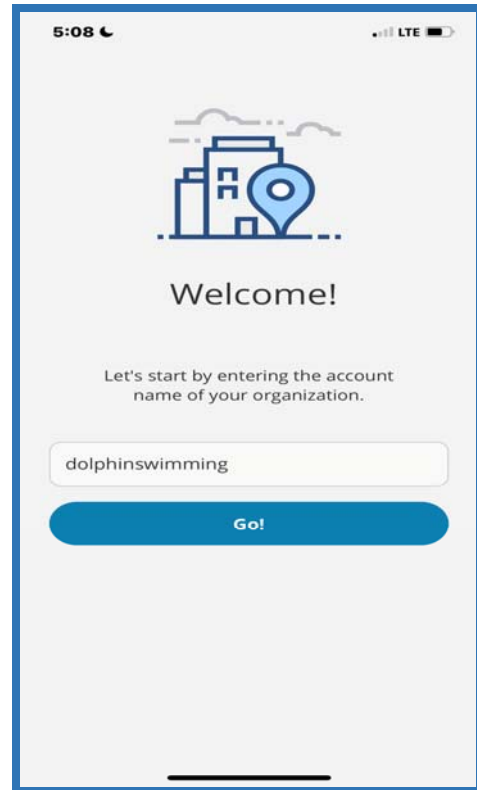 5:08 LTE
Welcome!
Let's start by entering the account
name of your organization.
dolphinswimming
Go!